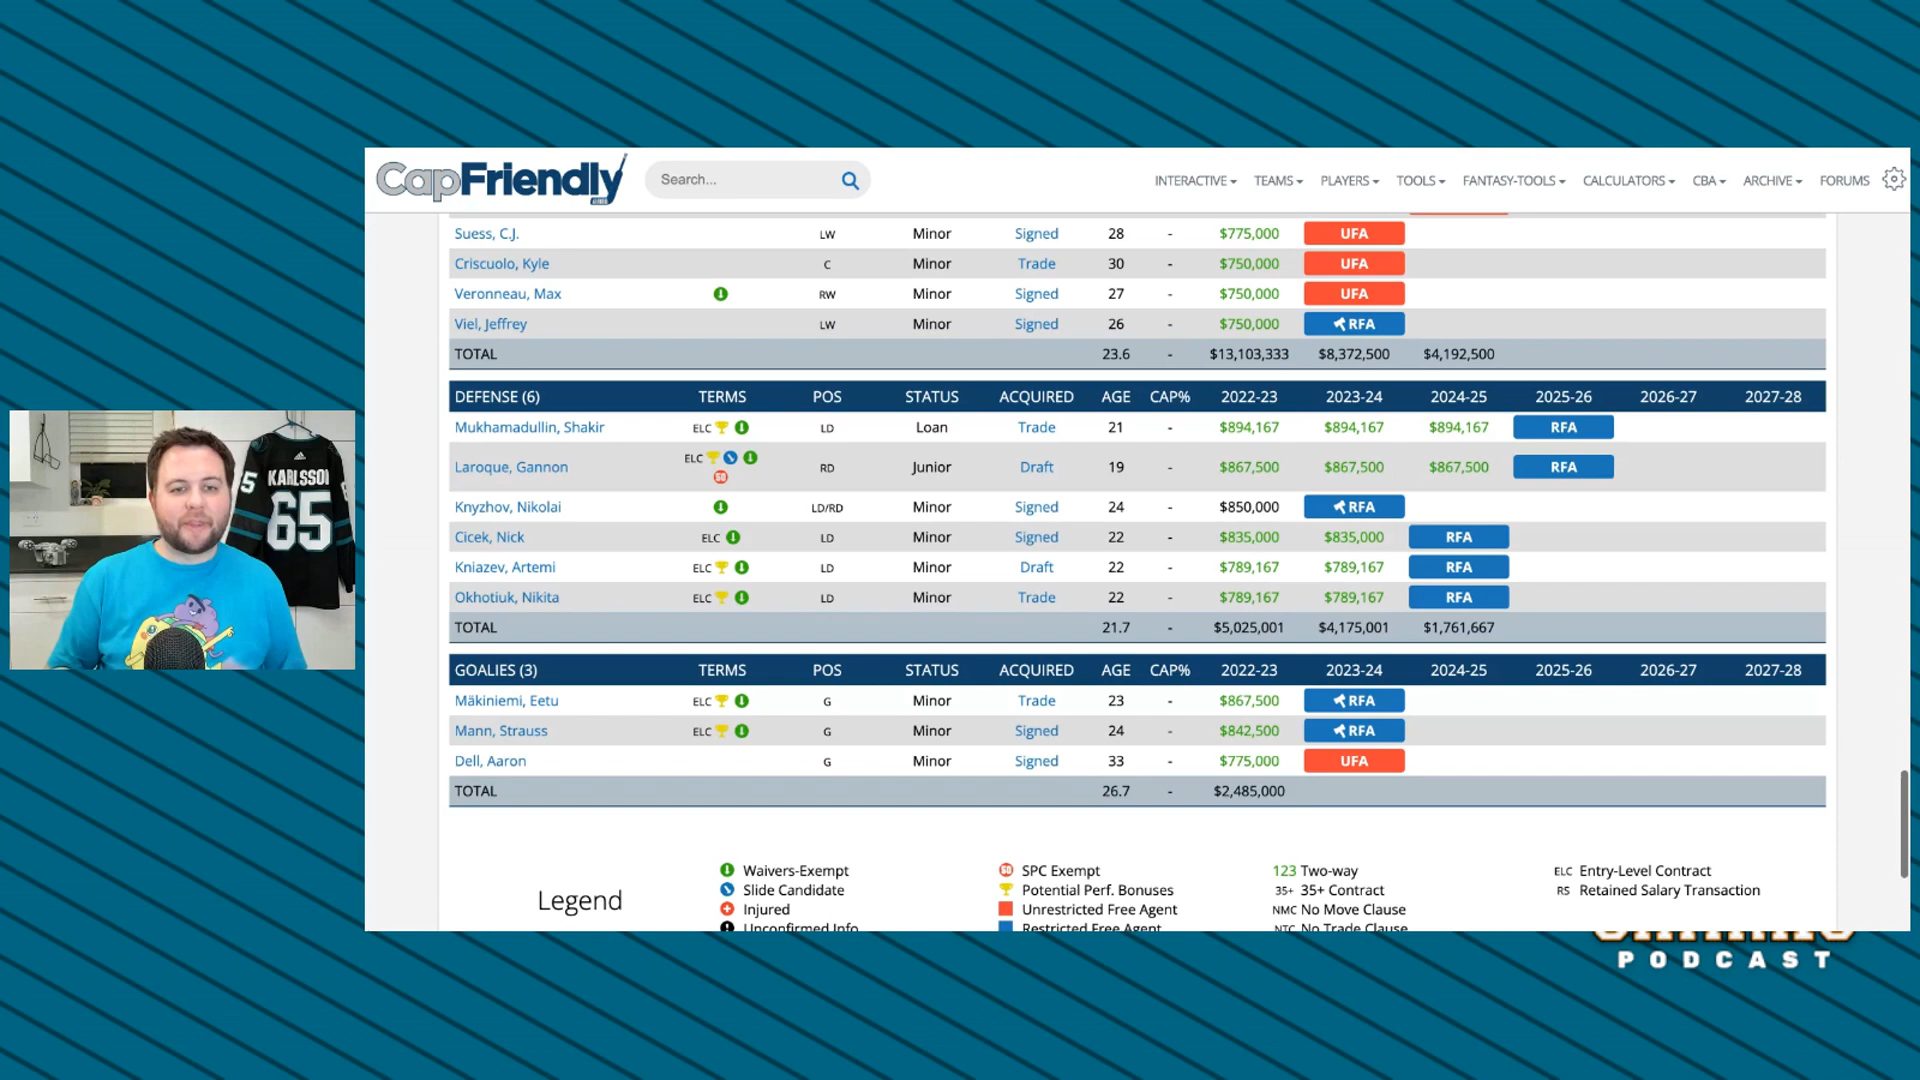 CapFriendly
Search...
INTERACTIVE TEAMS PLAYERS TOOLS FANTASY-TOOLS CALCULATORS CBA ARCHIVE FORUMS
Suess, C.J. LW Minor Signed 28 - $775,000 UFA
Criscuolo, Kyle C Minor Trade 30 - $750,000 UFA
Veronneau, Max RW Minor Signed 27 - $750,000 UFA
Viel, Jeffrey LW Minor Signed 26 - $750,000 RFA
TOTAL 23.6 - $13,103,333 $8,372,500 $4,192,500
DEFENSE (6) TERMS POS STATUS ACQUIRED AGE CAP% 2022-23 2023-24 2024-25 2025-26 2026-27 2027-28
Mukhamadullin, Shakir ELC LD Loan Trade 21 - $894,167 $894,167 $894,167 RFA
Laroque, Gannon ELC 50 RD Junior Draft 19 - $867,500 $867,500 $867,500 RFA
Knyzhov, Nikolai LD/RD Minor Signed 24 - $850,000 RFA
Cicek, Nick ELC LD Minor Signed 22 - $835,000 $835,000 RFA
Kniazev, Artemi ELC LD Minor Draft 22 - $789,167 $789,167 RFA
Okhotiuk, Nikita ELC LD Minor Trade 22 - $789,167 $789,167 RFA
TOTAL 21.7 - $5,025,001 $4,175,001 $1,761,667
GOALIES (3) TERMS POS STATUS ACQUIRED AGE CAP% 2022-23 2023-24 2024-25 2025-26 2026-27 2027-28
Mäkiniemi, Eetu ELC G Minor Trade 23 - $867,500 RFA
Mann, Strauss ELC G Minor Signed 24 - $842,500 RFA
Dell, Aaron G Minor Signed 33 - $775,000 UFA
TOTAL 26.7 - $2,485,000
Legend
Waivers-Exempt
Slide Candidate
Injured
Unconfirmed Info
50 SPC Exempt
Potential Perf. Bonuses
Unrestricted Free Agent
Restricted Free Agent
123 Two-way
35+ 35+ Contract
NMC No Move Clause
NTC No Trade Clause
ELC Entry-Level Contract
RS Retained Salary Transaction
KARLSSON
65
5
PODCAST